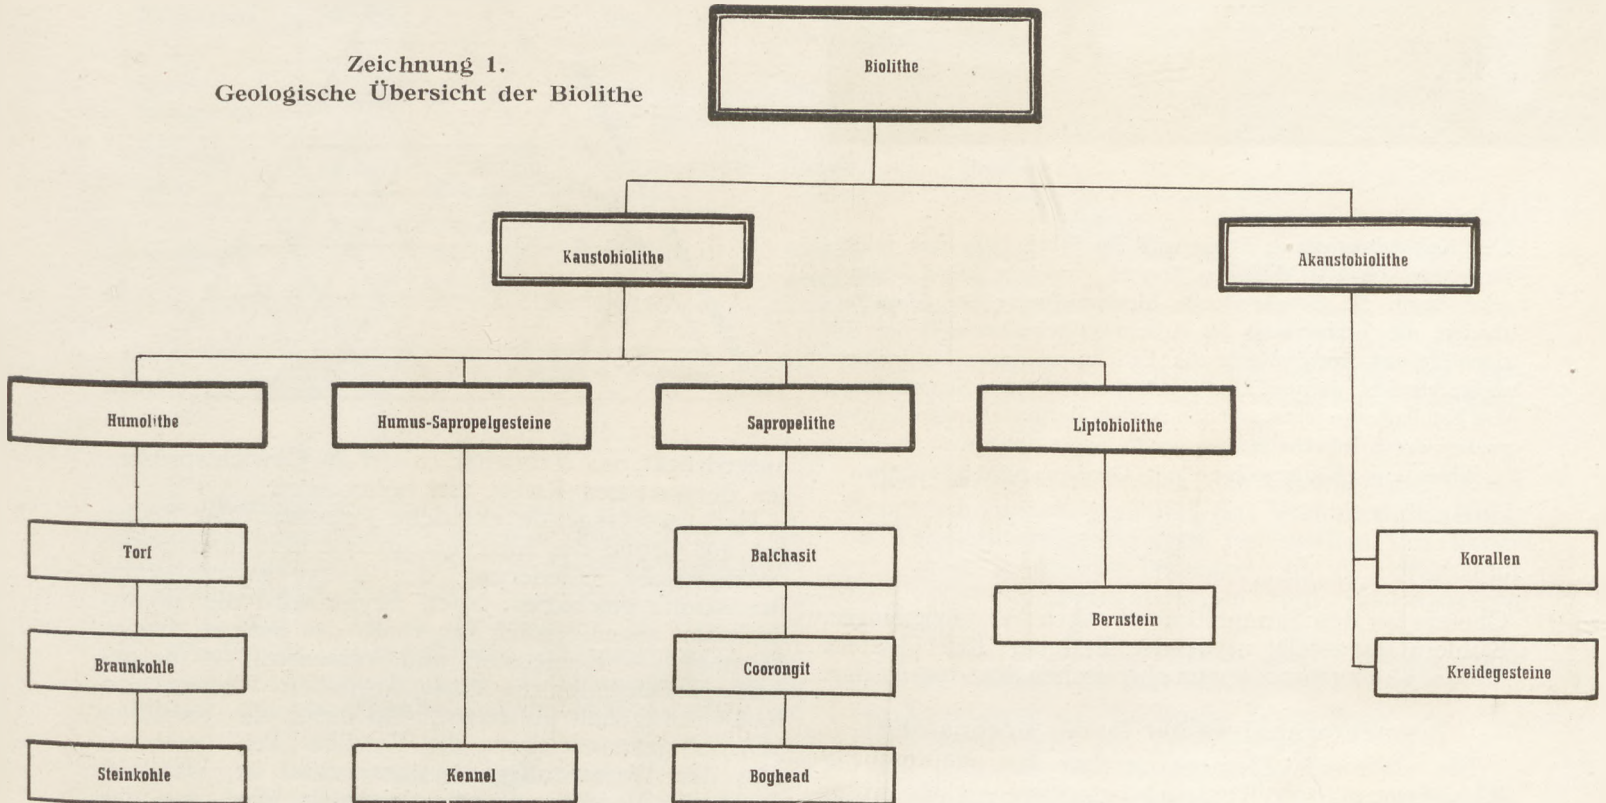 Zeichnung 1.
Geologische Übersicht der Biolithe
Biolithe
Kaustobiolithe
Akaustobiolithe
Humolithe
Humus-Sapropelgesteine
Sapropelithe
Liptobiolithe
Torf
Balchasit
Korallen
Bernstein
Braunkohle
Coorongit
Kreidegesteine
Steinkohle
Kennel
Boghead